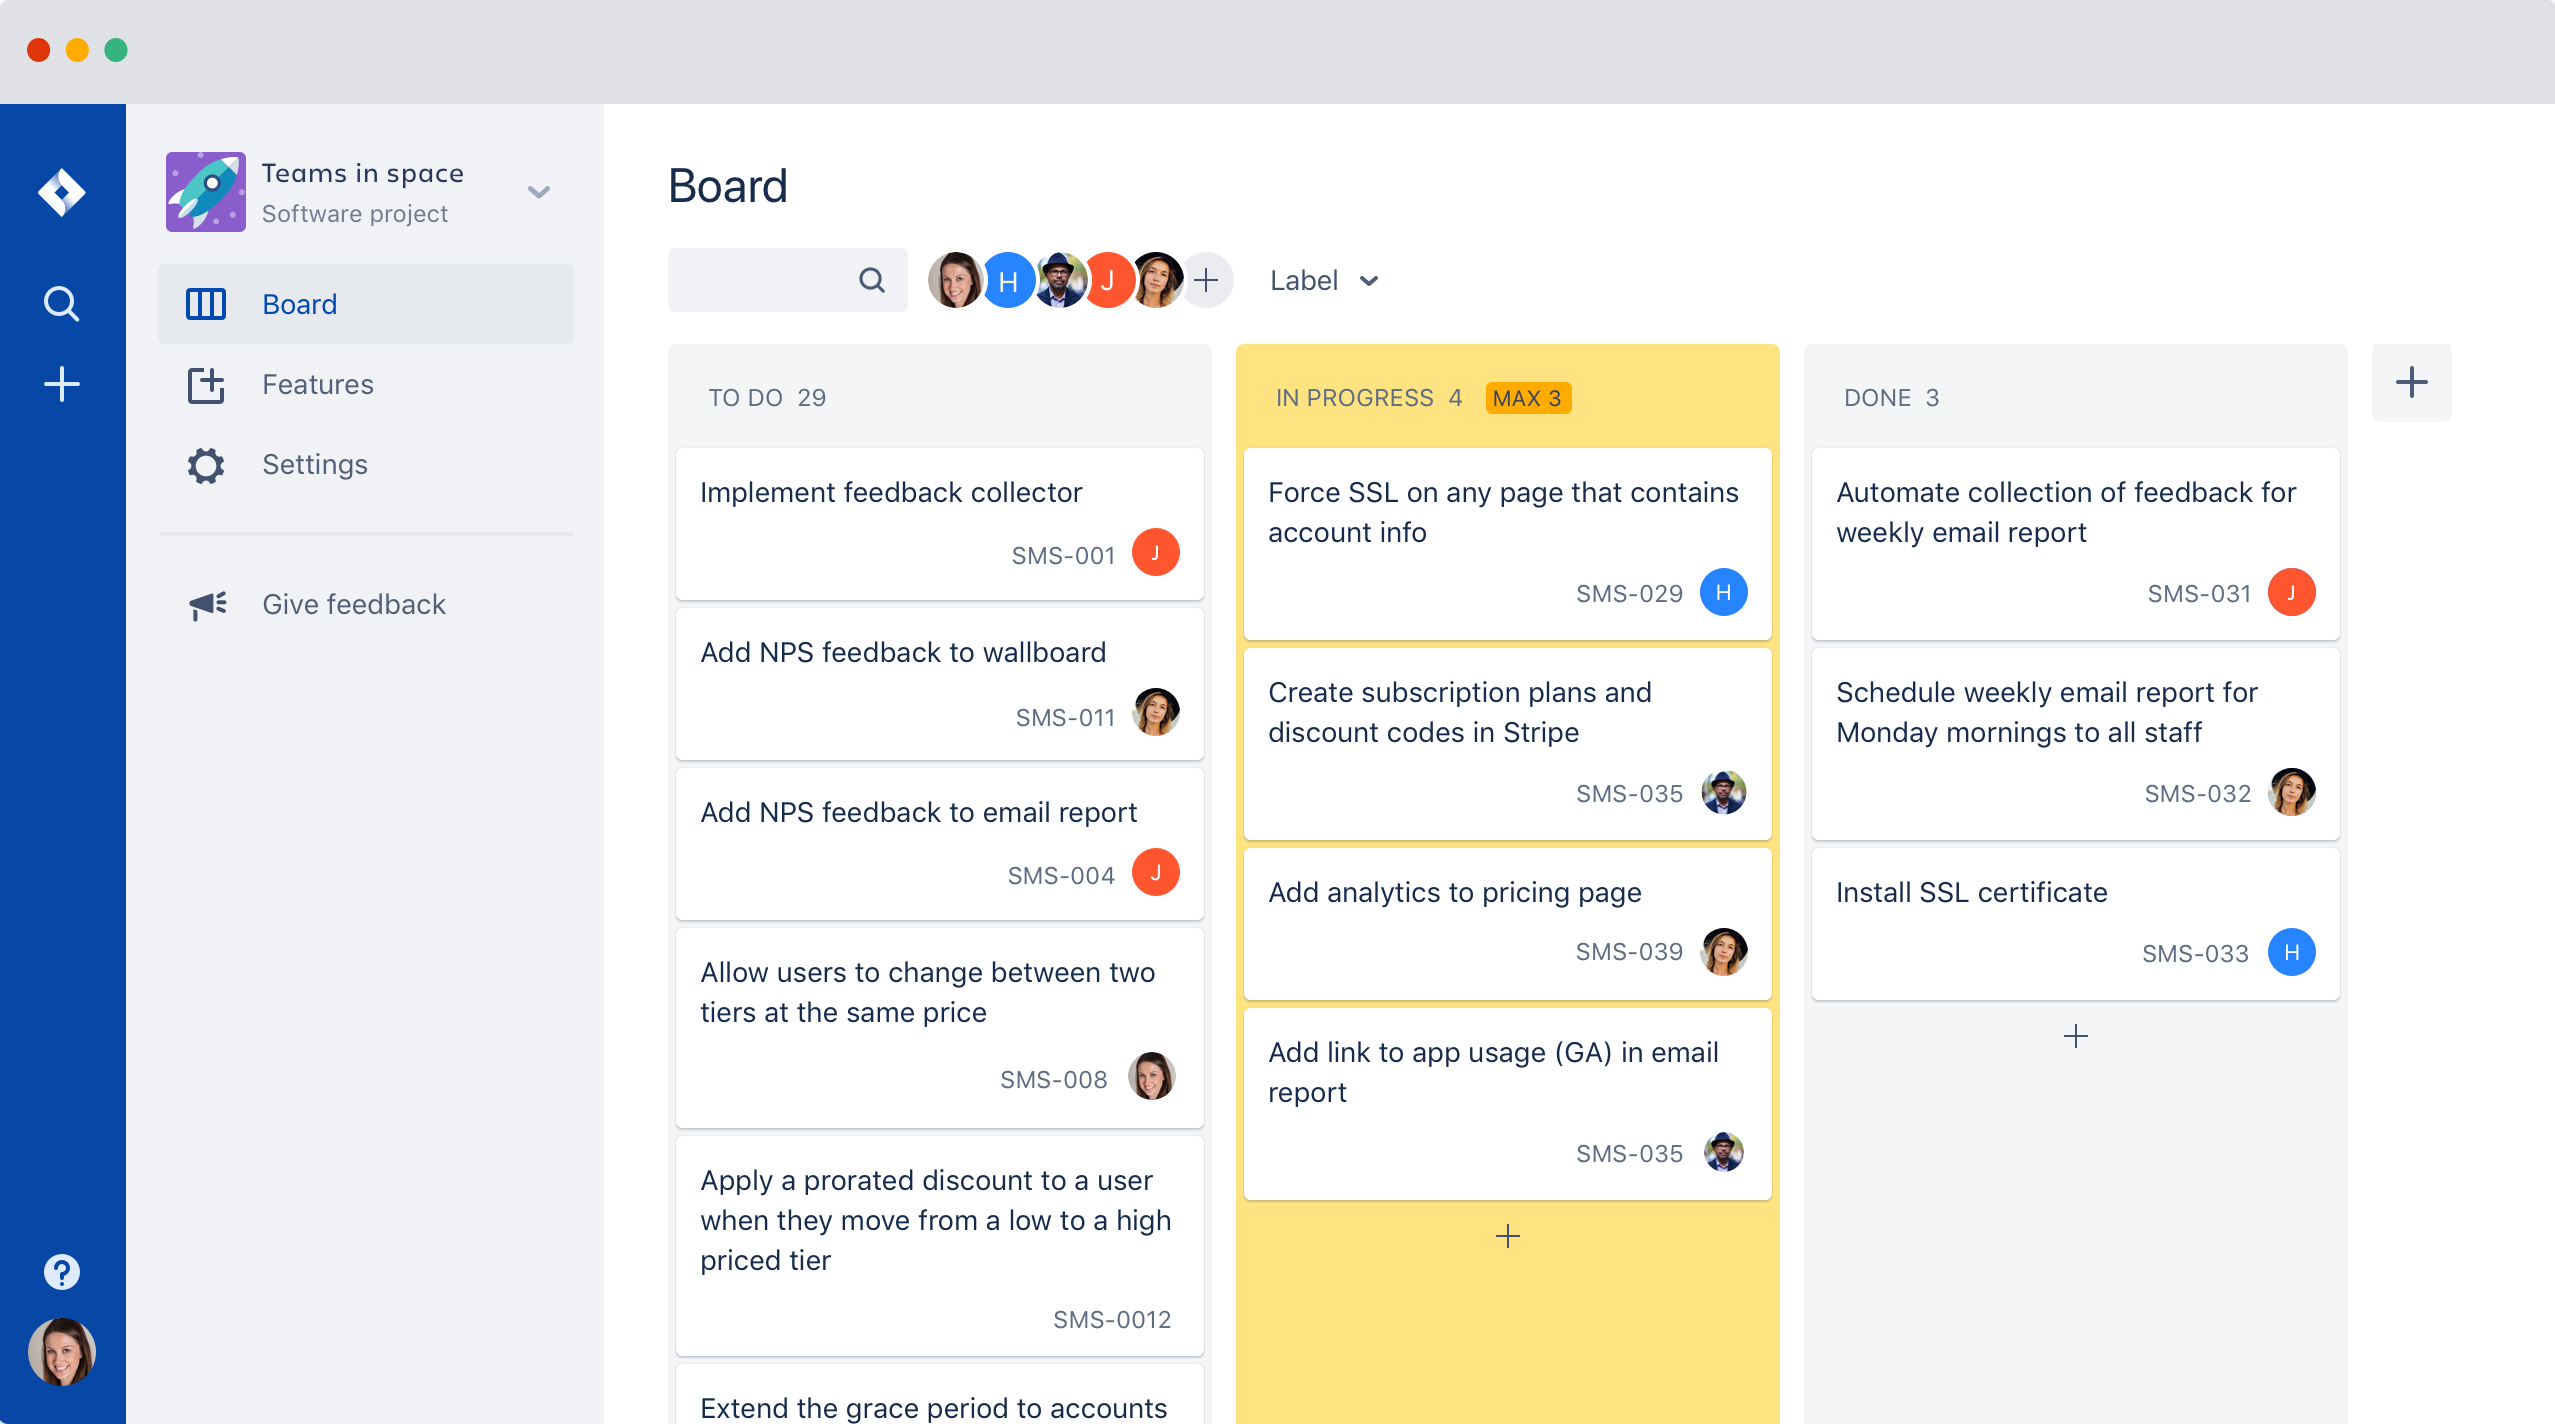 Teams in space
Software project
Board
Features
Settings
Give feedback
Board
H
J
Label
TO DO 29
Implement feedback collector
SMS-001
J
Add NPS feedback to wallboard
SMS-011
Add NPS feedback to email report
SMS-004
J
Allow users to change between two
tiers at the same price
SMS-008
Apply a prorated discount to a user
when they move from a low to a high
priced tier
SMS-0012
Extend the grace period to accounts
IN PROGRESS 4 MAX 3
Force SSL on any page that contains
account info
SMS-029
H
Create subscription plans and
discount codes in Stripe
SMS-035
Add analytics to pricing page
SMS-039
Add link to app usage (GA) in email
report
SMS-035
DONE 3
Automate collection of feedback for
weekly email report
SMS-031
J
Schedule weekly email report for
Monday mornings to all staff
SMS-032
Install SSL certificate
SMS-033
H